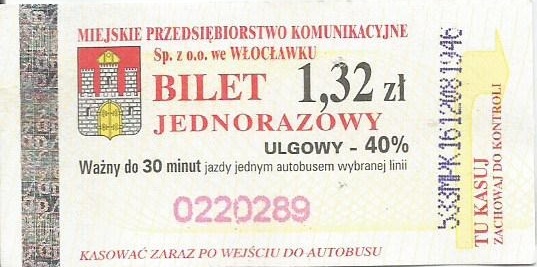 MIEJSKIE PRZEDSIĘBIORSTWO KOMUNIKACYJNE
Sp. z o.o. we WŁOCŁAWKU
BILET 1,32 zł
JEDNORAZOWY
ULGOWY - 40%
Ważny do 30 minut jazdy jednym autobusem wybranej linii
0220289
KASOWAĆ ZARAZ PO WEJŚCIU DO AUTOBUSU
533MPK1612081946
TU KASUJ
ZACHOWAJ DO KONTROLI